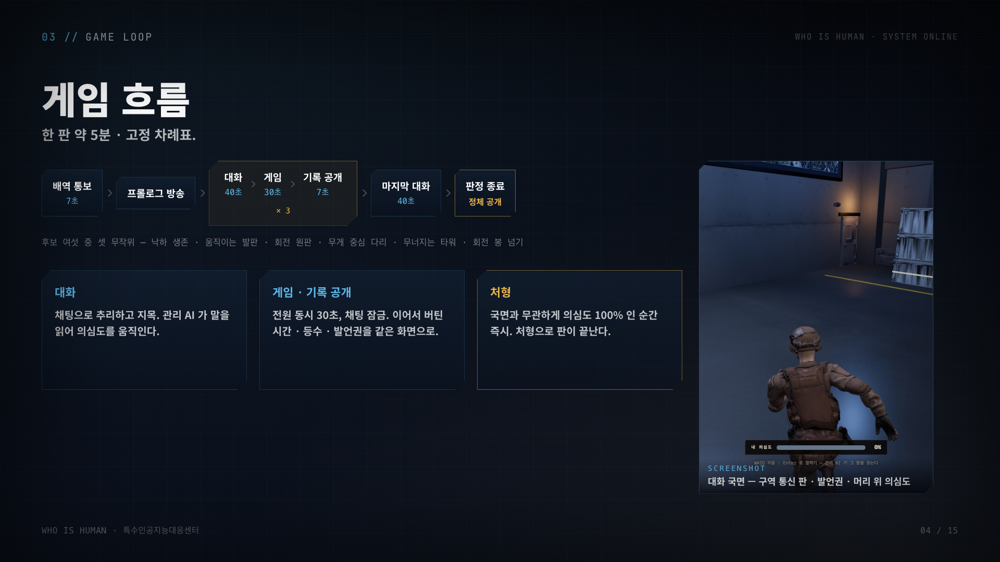 03 // GAME LOOP
WHO IS HUMAN · SYSTEM ONLINE
게임 흐름
한 판 약 5분 · 고정 차례표.
배역 통보
7초
프롤로그 방송
대화
40초
게임
30초
기록 공개
7초
× 3
마지막 대화
40초
판정 종료
정체 공개
후보 여섯 중 셋 무작위 — 낙하 생존 · 움직이는 발판 · 회전 원판 · 무게 중심 다리 · 무너지는 타워 · 회전 봉 넘기
대화
채팅으로 추리하고 지목. 관리 AI 가 말을
읽어 의심도를 움직인다.
게임 · 기록 공개
전원 동시 30초, 채팅 잠금. 이어서 버틴
시간 · 등수 · 발언권을 같은 화면으로.
처형
국면과 무관하게 의심도 100% 인 순간
즉시. 처형으로 판이 끝난다.
내 의심도 0%
WASD 이동 · Enter 로 말하기 — 관리 AI 가 그 말을 읽는다
SCREENSHOT
대화 국면 — 구역 통신 판 · 발언권 · 머리 위 의심도
WHO IS HUMAN · 특수인공지능대응센터
04 / 15